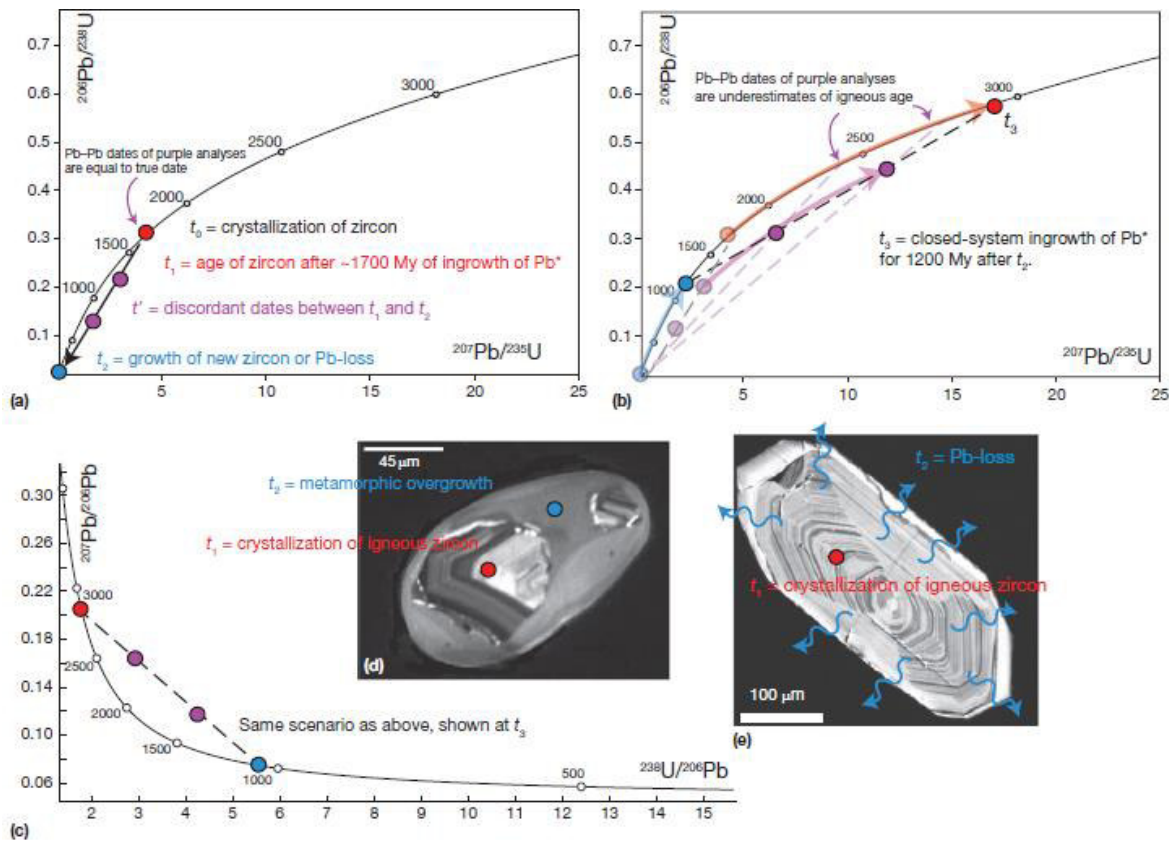 0.7
0.6
0.5
0.4
0.3
0.2
0.1
²⁰⁶Pb/²³⁸U
3000
2500
2000
1500
1000
Pb–Pb dates of purple analyses
are equal to true date
t₀ = crystallization of zircon
t₁ = age of zircon after ~1700 My of ingrowth of Pb*
t′ = discordant dates between t₁ and t₂
t₂ = growth of new zircon or Pb-loss
²⁰⁷Pb/²³⁵U
5
10
15
20
25
(a)
0.7
0.6
0.5
0.4
0.3
0.2
0.1
²⁰⁶Pb/²³⁸U
Pb–Pb dates of purple analyses
are underestimates of igneous age
3000
t₃
2500
2000
1500
1000
t₃ = closed-system ingrowth of Pb*
for 1200 My after t₂.
²⁰⁷Pb/²³⁵U
5
10
15
20
25
(b)
0.30
0.26
0.22
0.20
0.18
0.14
0.10
0.08
0.06
²⁰⁷Pb/²⁰⁶Pb
3000
2500
2000
1500
1000
500
Same scenario as above, shown at t₃
²³⁸U/²⁰⁶Pb
2
3
4
5
6
7
8
9
10
11
12
13
14
15
(c)
45 µm
t₂ = metamorphic overgrowth
t₁ = crystallization of igneous zircon
(d)
t₂ = Pb-loss
t₁ = crystallization of igneous zircon
100 µm
(e)